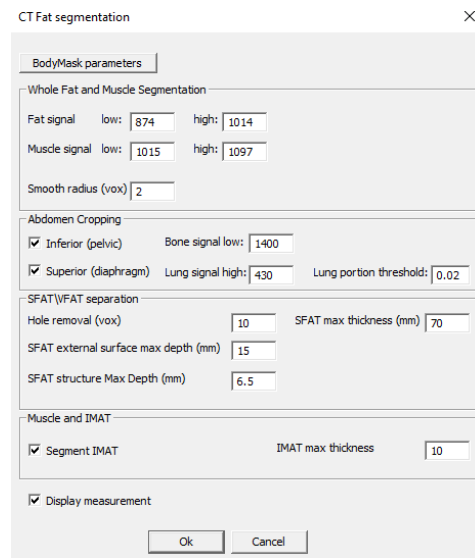 CT Fat segmentation
BodyMask parameters
Whole Fat and Muscle Segmentation
Fat signal low: 874 high: 1014
Muscle signal low: 1015 high: 1097
Smooth radius (vox) 2
Abdomen Cropping
Inferior (pelvic) Bone signal low: 1400
Superior (diaphragm) Lung signal high: 430 Lung portion threshold: 0.02
SFAT\VFAT separation
Hole removal (vox) 10 SFAT max thickness (mm) 70
SFAT external surface max depth (mm) 15
SFAT structure Max Depth (mm) 6.5
Muscle and IMAT
Segment IMAT IMAT max thickness 10
Display measurement
Ok Cancel